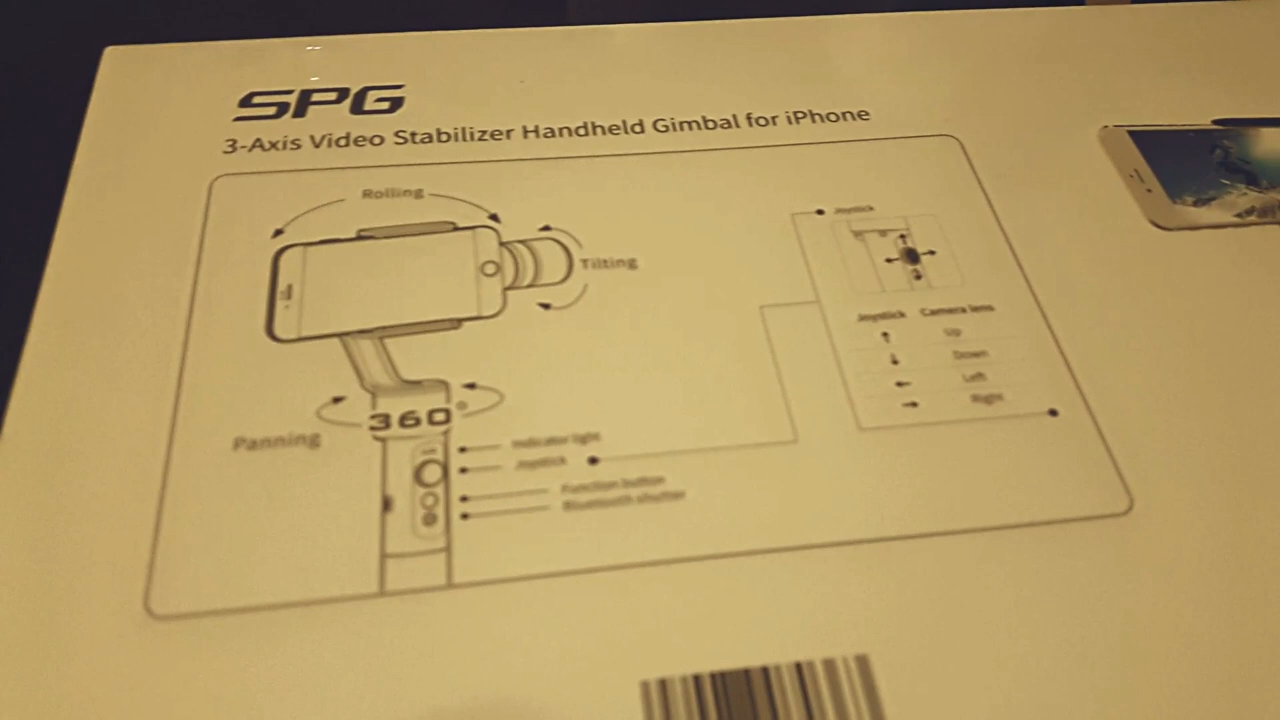 SPG
3-Axis Video Stabilizer Handheld Gimbal for iPhone
Rolling
Tilting
Panning
360°
Indicator light
Joystick
Function button
Bluetooth shutter
Joystick
Joystick Camera lens
Up
Down
Left
Right